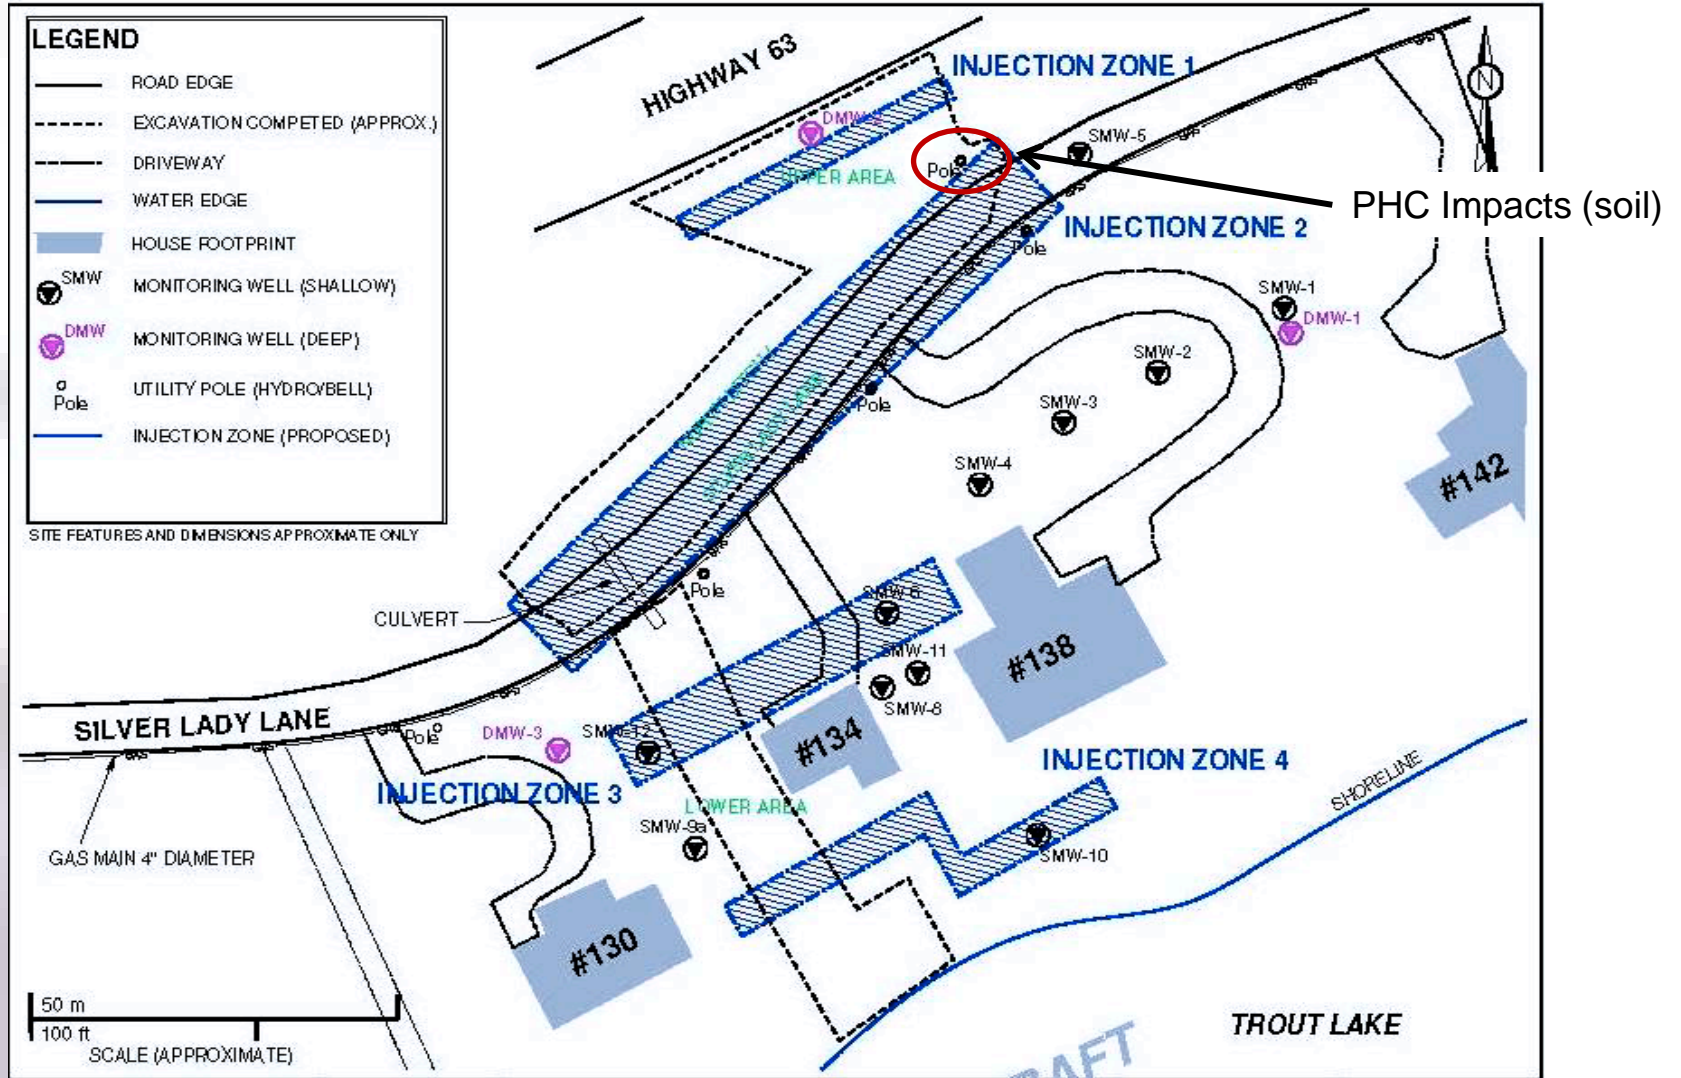 LEGEND
ROAD EDGE
EXCAVATION COMPETED (APPROX.)
DRIVEWAY
WATER EDGE
HOUSE FOOTPRINT
SMW
MONITORING WELL (SHALLOW)
DMW
MONITORING WELL (DEEP)
Pole
UTILITY POLE (HYDRO/BELL)
INJECTION ZONE (PROPOSED)
SITE FEATURES AND DIMENSIONS APPROXIMATE ONLY
HIGHWAY 63
INJECTION ZONE 1
N
DMW-2
SMW-5
Pole
UPPER AREA
PHC Impacts (soil)
INJECTION ZONE 2
Pole
SMW-1
DMW-1
SMW-2
Pole
SMW-3
SMW-4
#142
Pole
SMW-6
CULVERT
SMW-11
#138
SMW-8
SILVER LADY LANE
Pole
DMW-3
SMW-12
#134
INJECTION ZONE 4
INJECTION ZONE 3
LOWER AREA
SHORELINE
SMW-9a
SMW-10
GAS MAIN 4" DIAMETER
#130
50 m
100 ft
SCALE (APPROXIMATE)
TROUT LAKE